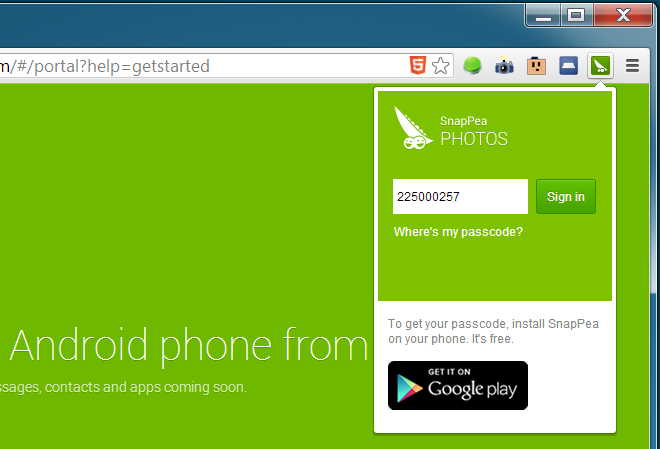 m/#/portal?help=getstarted
SnapPea
PHOTOS
225000257
Sign in
Where's my passcode?
Android phone from
ssages, contacts and apps coming soon.
To get your passcode, install SnapPea
on your phone. It's free.
GET IT ON
Google play